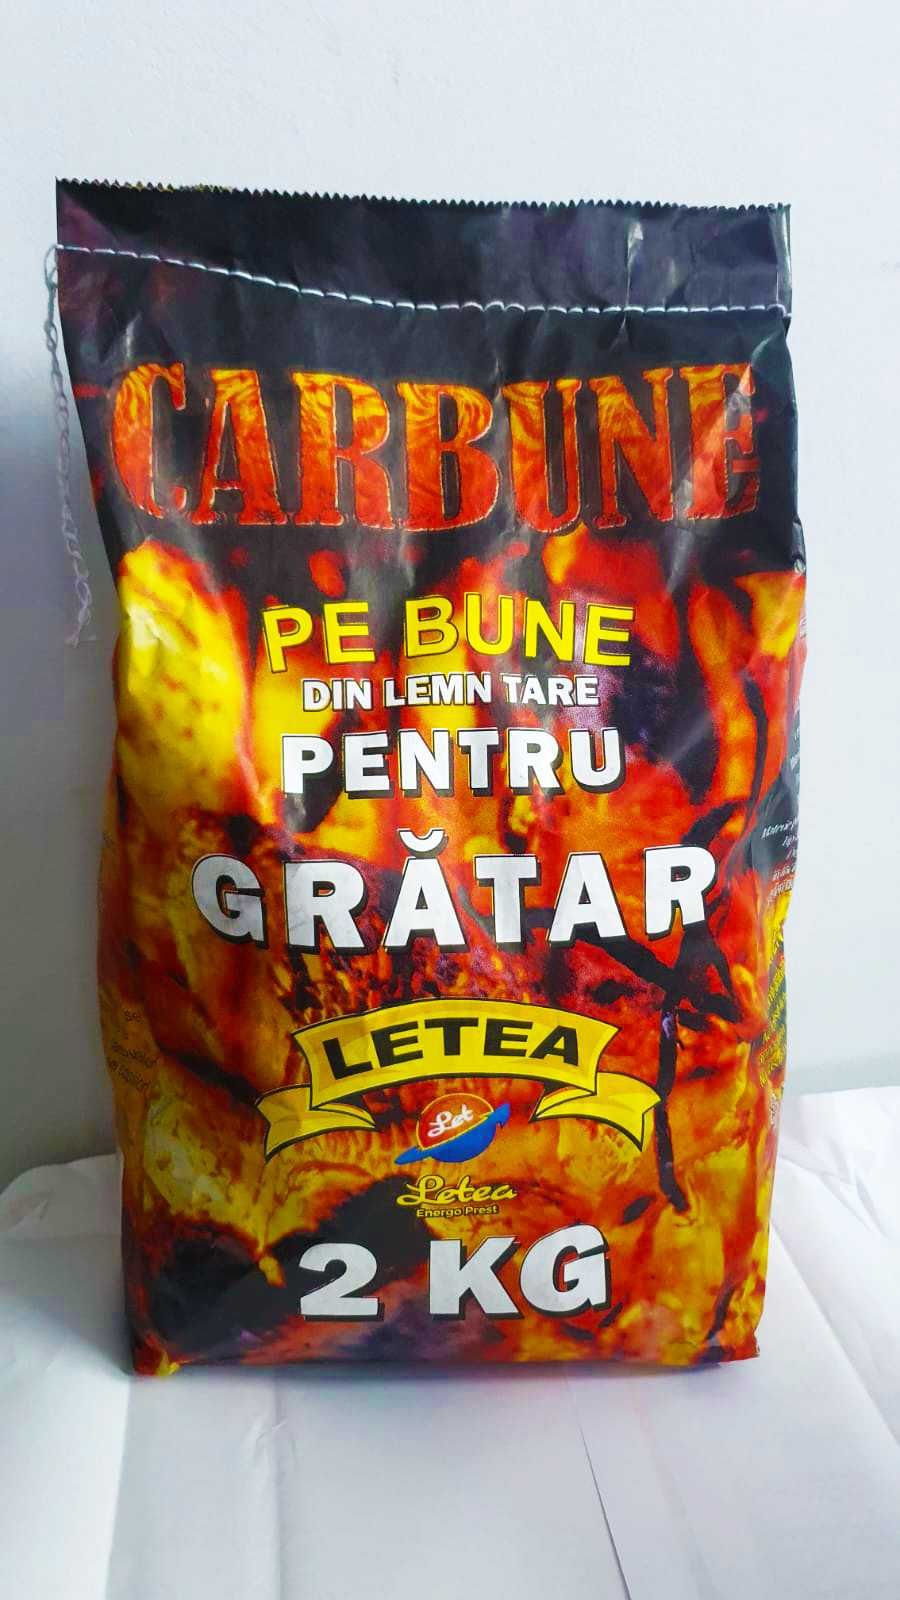 CARBUNE
PE BUNE
DIN LEMN TARE
PENTRU
GRĂTAR
LETEA
Let
Letea
Energo Prest
2 KG